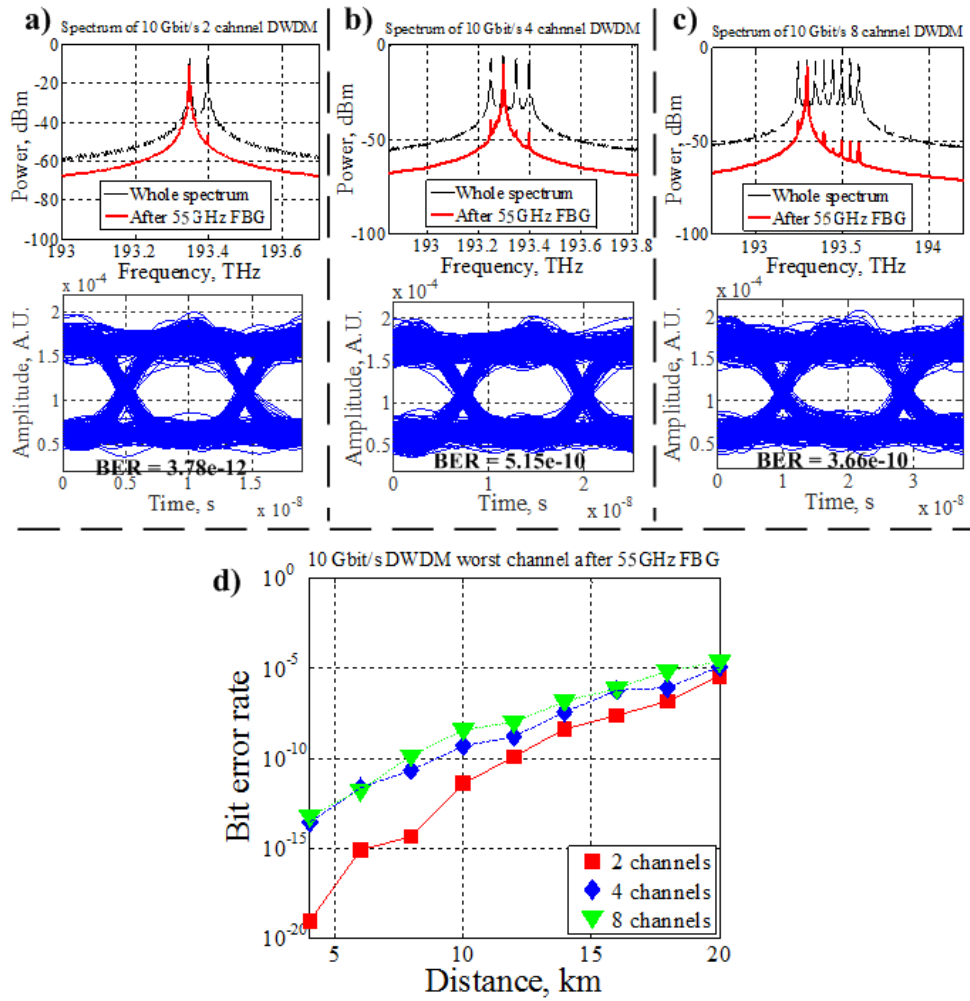 a)
Spectrum of 10 Gbit/s 2 cahnnel DWDM
0
-20
-40
-60
-80
-100
Power, dBm
Whole spectrum
After 55GHz FBG
193 193.2 193.4 193.6
Frequency, THz
x 10⁻⁴
2
1.5
1
0.5
Amplitude, A.U.
BER = 3.78e-12
0 0.5 1 1.5
Time, s
x 10⁻⁸
b)
Spectrum of 10 Gbit/s 4 cahnnel DWDM
0
-50
-100
Power, dBm
Whole spectrum
After 55GHz FBG
193 193.2 193.4 193.6 193.8
Frequency, THz
x 10⁻⁴
2
1.5
1
0.5
Amplitude, A.U.
BER = 5.15e-10
0 1 2
Time, s
x 10⁻⁸
c)
Spectrum of 10 Gbit/s 8 cahnnel DWDM
0
-50
-100
Power, dBm
Whole spectrum
After 55GHz FBG
193 193.5 194
Frequency, THz
x 10⁻⁴
2
1.5
1
0.5
Amplitude, A.U.
BER = 3.66e-10
0 1 2 3
Time, s
x 10⁻⁸
d)
10 Gbit/s DWDM worst channel after 55GHz FBG
10⁰
10⁻⁵
10⁻¹⁰
10⁻¹⁵
10⁻²⁰
Bit error rate
2 channels
4 channels
8 channels
5 10 15 20
Distance, km